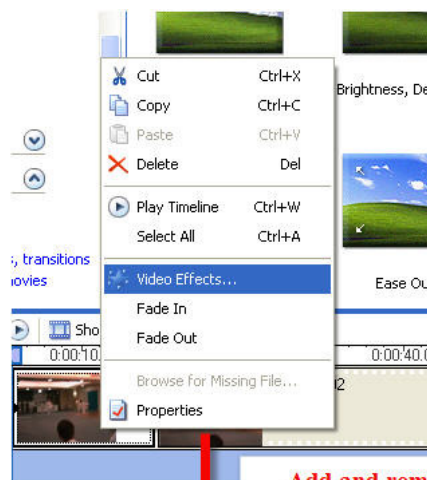 Cut Ctrl+X
Copy Ctrl+C
Brightness, De
Paste Ctrl+V
Delete Del
Play Timeline Ctrl+W
Select All Ctrl+A
s, transitions
ovies
Video Effects...
Ease Ou
Fade In
Fade Out
Sho
0:00:10. 0:00:40.0
Browse for Missing File...
02
Properties
Add and rem